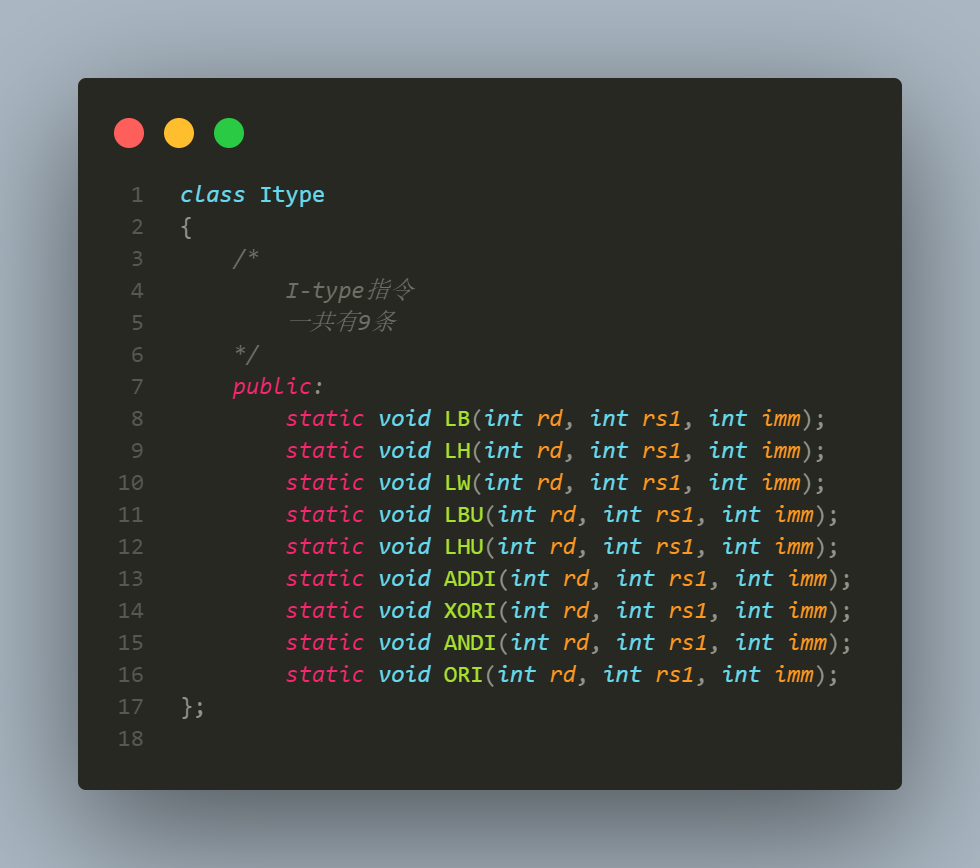 1 class Itype
2 {
3 /*
4 I-type指令
5 一共有9条
6 */
7 public:
8 static void LB(int rd, int rs1, int imm);
9 static void LH(int rd, int rs1, int imm);
10 static void LW(int rd, int rs1, int imm);
11 static void LBU(int rd, int rs1, int imm);
12 static void LHU(int rd, int rs1, int imm);
13 static void ADDI(int rd, int rs1, int imm);
14 static void XORI(int rd, int rs1, int imm);
15 static void ANDI(int rd, int rs1, int imm);
16 static void ORI(int rd, int rs1, int imm);
17 };
18